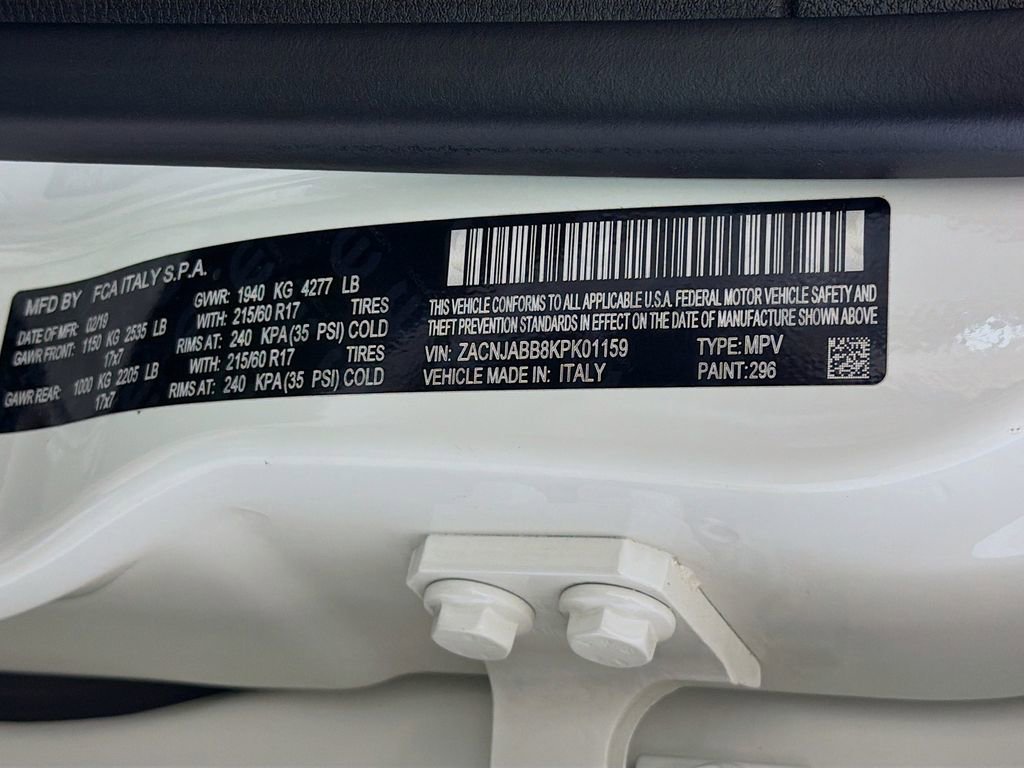 MFD BY FCA ITALY S.P.A.
DATE OF MFR: 02/19 GVWR: 1940 KG 4277 LB
GAWR FRONT: 1150 KG 2535 LB WITH: 215/60 R17 TIRES
17x7 RIMS AT: 240 KPA(35 PSI) COLD
GAWR REAR: 1000 KG 2205 LB WITH: 215/60 R17 TIRES
17x7 RIMS AT: 240 KPA(35 PSI) COLD
THIS VEHICLE CONFORMS TO ALL APPLICABLE U.S.A. FEDERAL MOTOR VEHICLE SAFETY AND
THEFT PREVENTION STANDARDS IN EFFECT ON THE DATE OF MANUFACTURE SHOWN ABOVE
VIN: ZACNJABB8KPK01159 TYPE: MPV
VEHICLE MADE IN: ITALY PAINT: 296